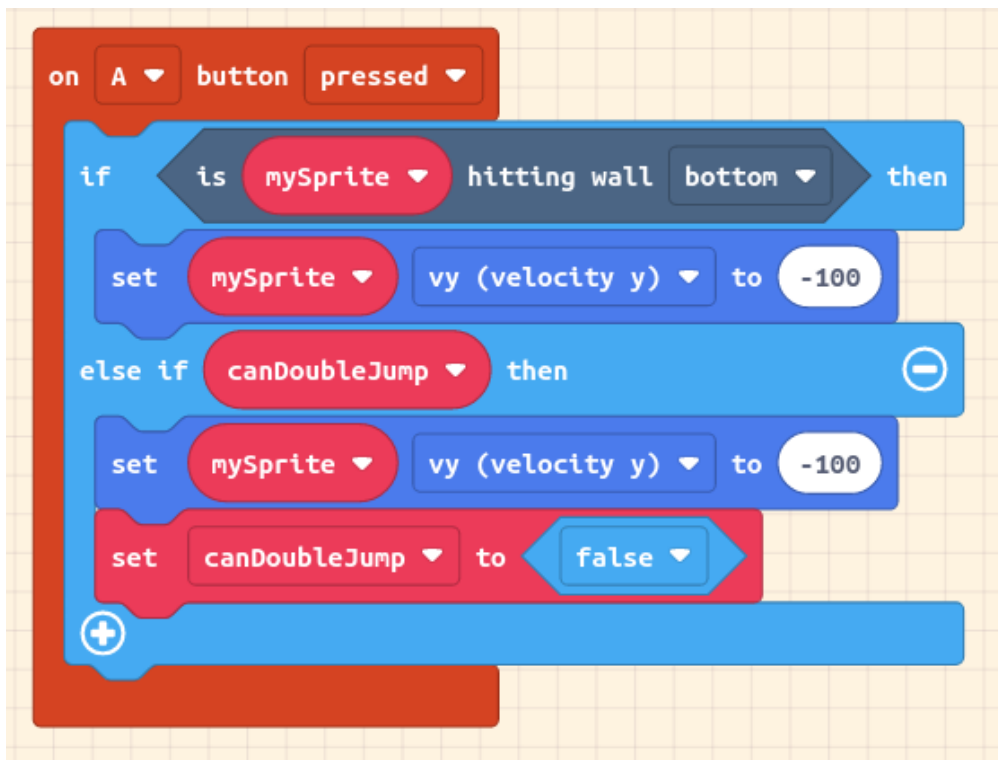 on A button pressed
if is mySprite hitting wall bottom then
set mySprite vy (velocity y) to -100
else if canDoubleJump then
set mySprite vy (velocity y) to -100
set canDoubleJump to false